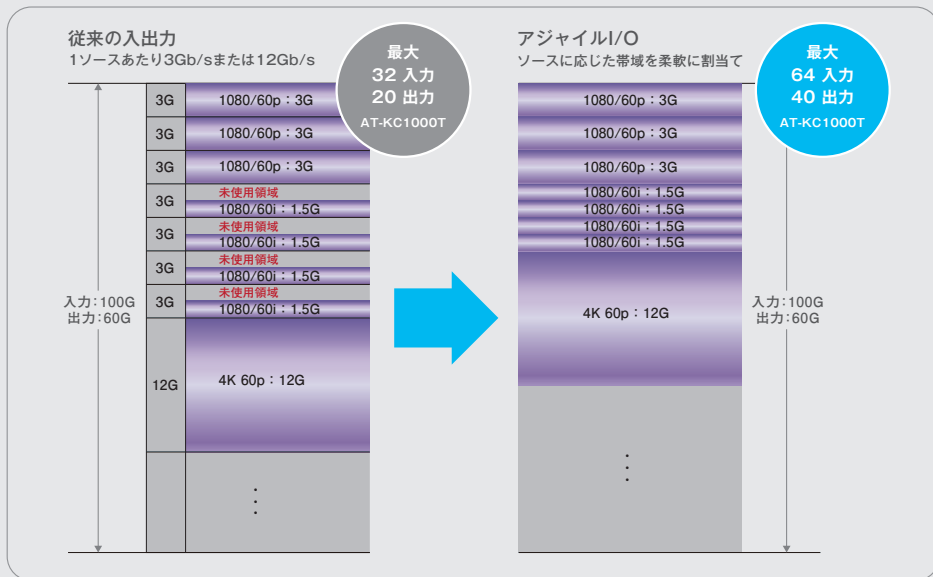 従来の入出力
1ソースあたり3Gb/sまたは12Gb/s
最大
32 入力
20 出力
AT-KC1000T
3G
1080/60p：3G
3G
1080/60p：3G
3G
1080/60p：3G
3G
未使用領域
1080/60i：1.5G
3G
未使用領域
1080/60i：1.5G
3G
未使用領域
1080/60i：1.5G
3G
未使用領域
1080/60i：1.5G
12G
4K 60p：12G
入力：100G
出力：60G
アジャイルI/O
ソースに応じた帯域を柔軟に割当て
最大
64 入力
40 出力
AT-KC1000T
1080/60p：3G
1080/60p：3G
1080/60p：3G
1080/60i：1.5G
1080/60i：1.5G
1080/60i：1.5G
1080/60i：1.5G
4K 60p：12G
入力：100G
出力：60G